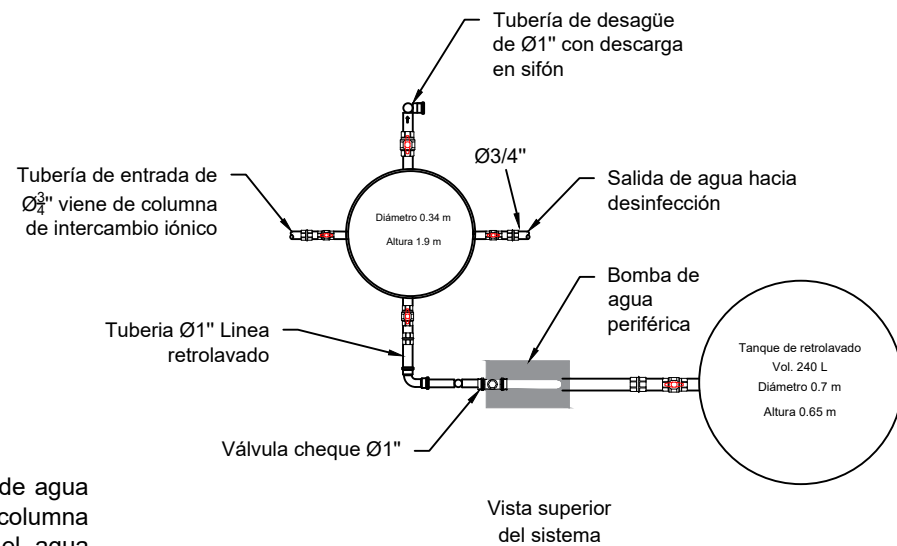 Tubería de desagüe
de Ø1" con descarga
en sifón
Ø3/4"
Tubería de entrada de
Ø3/4" viene de columna
de intercambio iónico
Diámetro 0.34 m
Altura 1.9 m
Salida de agua hacia
desinfección
Bomba de
agua
periférica
Tuberia Ø1" Linea
retrolavado
Tanque de retrolavado
Vol. 240 L
Diámetro 0.7 m
Altura 0.65 m
Válvula cheque Ø1"
de agua
columna
el agua
Vista superior
del sistema